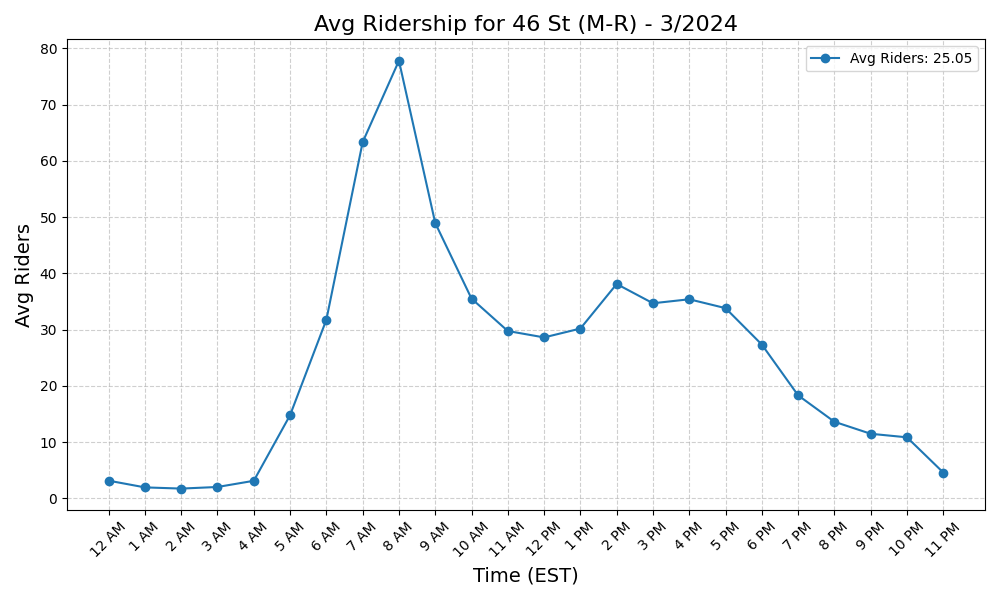 Avg Ridership for 46 St (M-R) - 3/2024
Avg Riders: 25.05
Avg Riders
80
70
60
50
40
30
20
10
0
12 AM
1 AM
2 AM
3 AM
4 AM
5 AM
6 AM
7 AM
8 AM
9 AM
10 AM
11 AM
12 PM
1 PM
2 PM
3 PM
4 PM
5 PM
6 PM
7 PM
8 PM
9 PM
10 PM
11 PM
Time (EST)